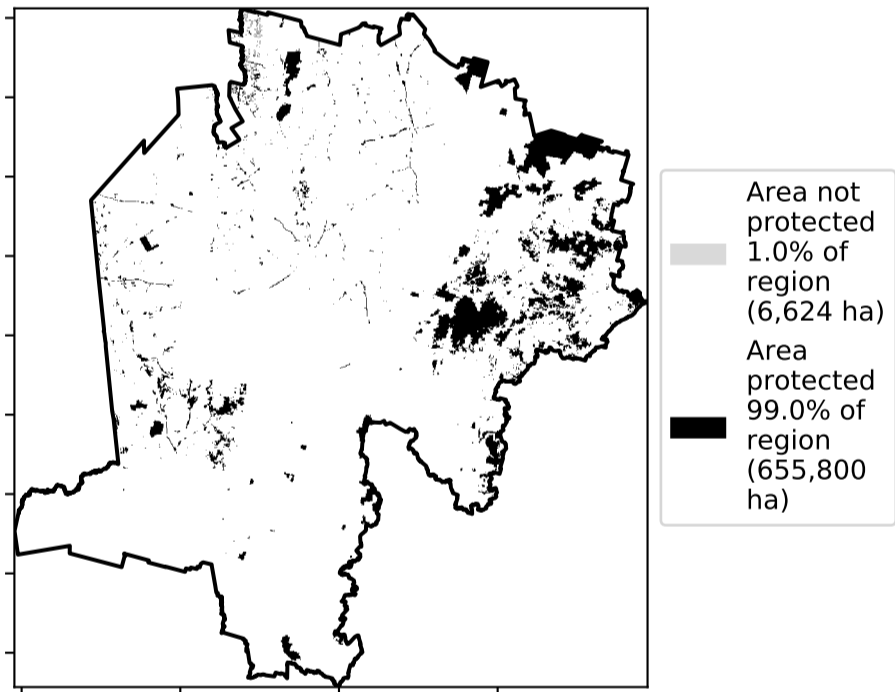 Area not
protected
1.0% of
region
(6,624 ha)
Area
protected
99.0% of
region
(655,800
ha)